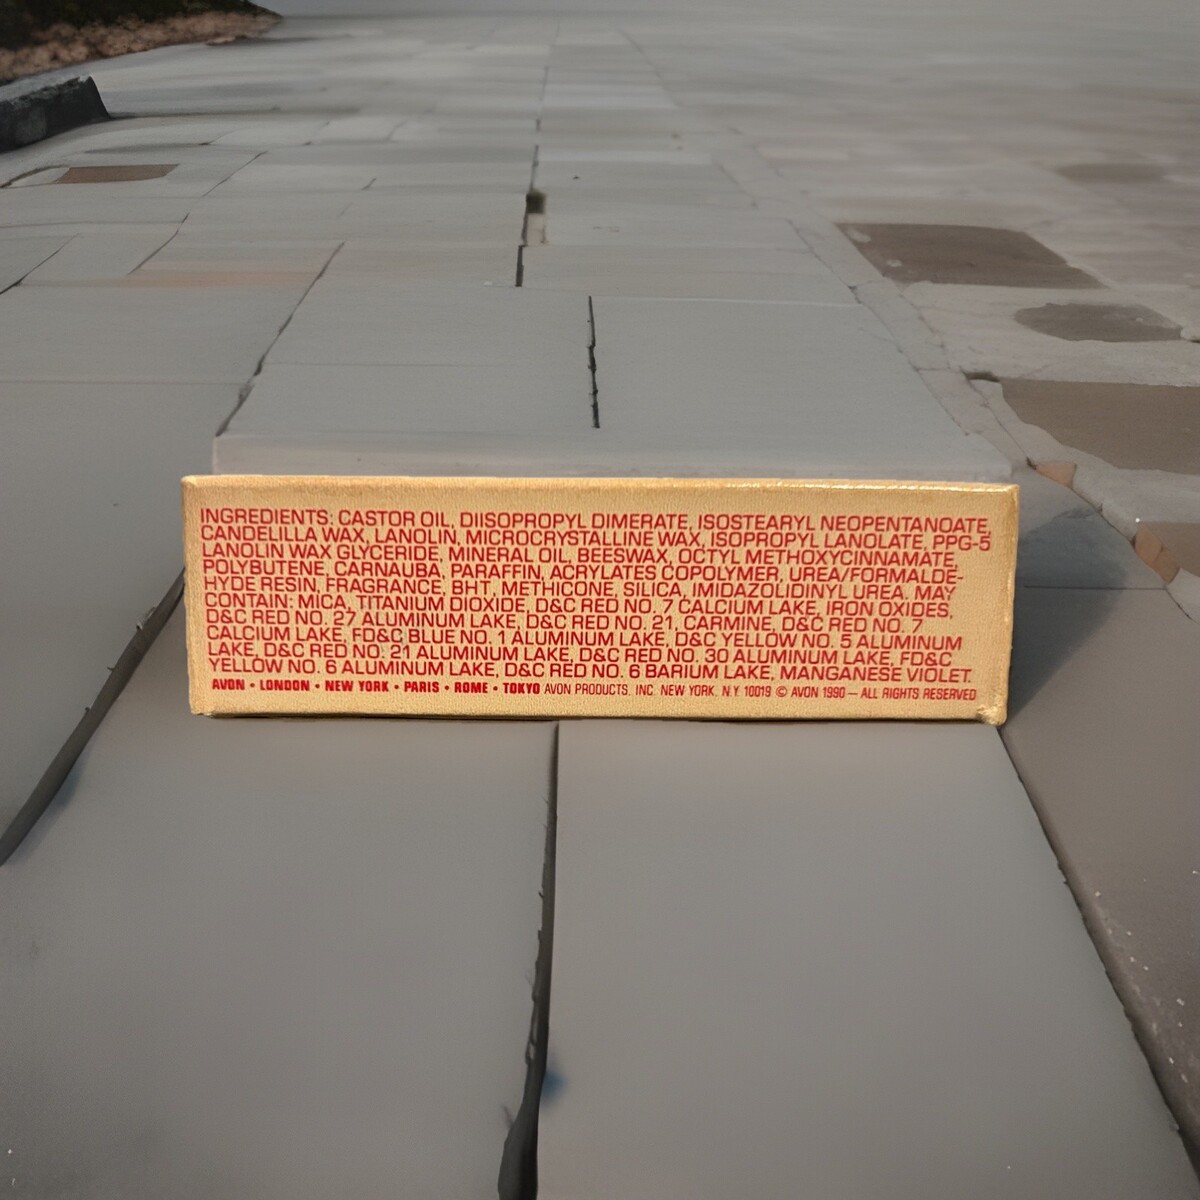 INGREDIENTS: CASTOR OIL, DIISOPROPYL DIMERATE, ISOSTEARYL NEOPENTANOATE,
CANDELILLA WAX, LANOLIN, MICROCRYSTALLINE WAX, ISOPROPYL LANOLATE, PPG-5
LANOLIN WAX GLYCERIDE, MINERAL OIL, BEESWAX, OCTYL METHOXYCINNAMATE,
POLYBUTENE, CARNAUBA, PARAFFIN, ACRYLATES COPOLYMER, UREA/FORMALDE-
HYDE RESIN, FRAGRANCE, BHT, METHICONE, SILICA, IMIDAZOLIDINYL UREA. MAY
CONTAIN: MICA, TITANIUM DIOXIDE, D&C RED NO. 7 CALCIUM LAKE, IRON OXIDES,
D&C RED NO. 27 ALUMINUM LAKE, D&C RED NO. 21, CARMINE, D&C RED NO. 7
CALCIUM LAKE, FD&C BLUE NO. 1 ALUMINUM LAKE, D&C YELLOW NO. 5 ALUMINUM
LAKE, D&C RED NO. 21 ALUMINUM LAKE, D&C RED NO. 30 ALUMINUM LAKE, FD&C
YELLOW NO. 6 ALUMINUM LAKE, D&C RED NO. 6 BARIUM LAKE, MANGANESE VIOLET.
AVON • LONDON • NEW YORK • PARIS • ROME • TOKYO AVON PRODUCTS, INC. NEW YORK, N.Y. 10019 © AVON 1990 — ALL RIGHTS RESERVED